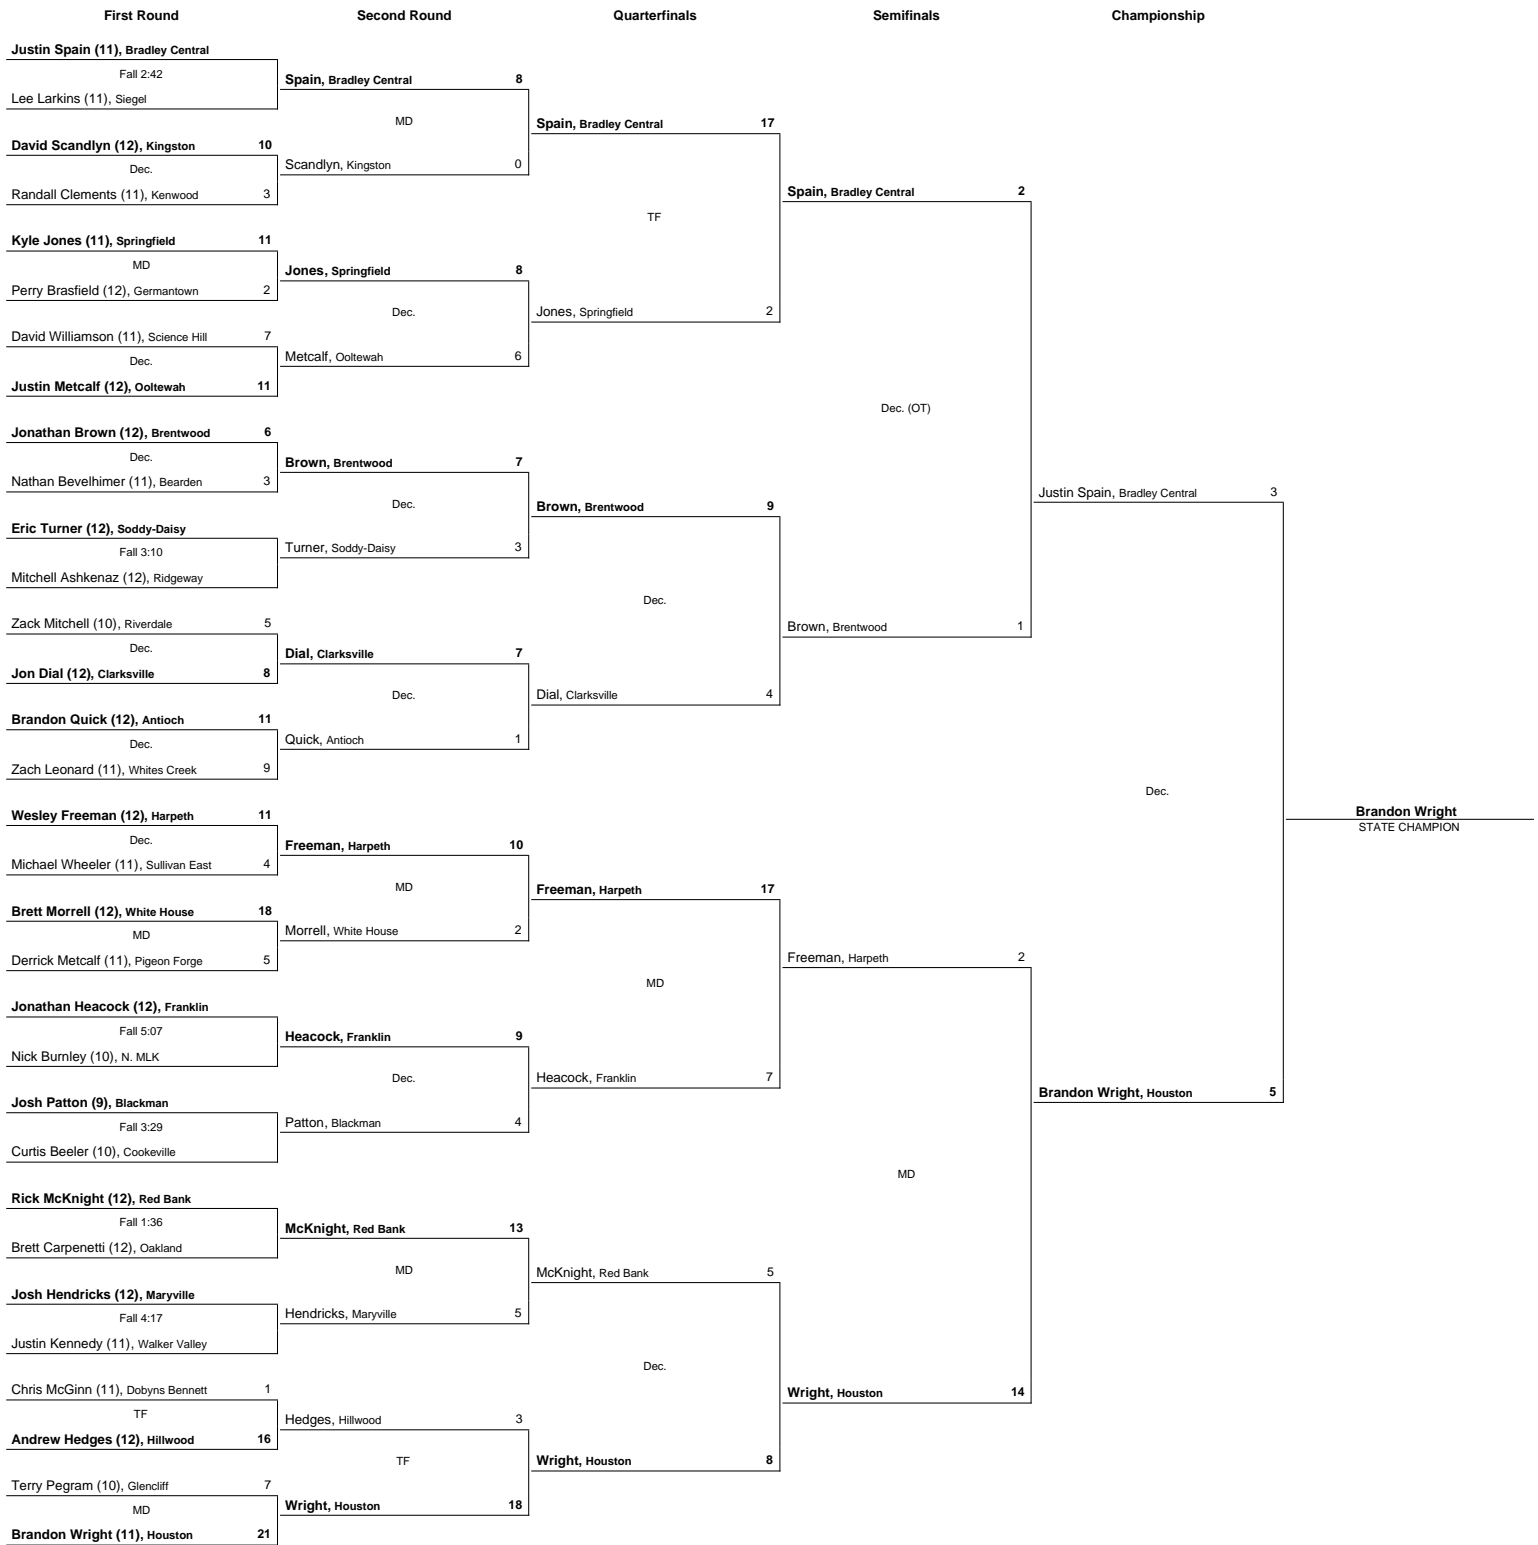 First Round
Second Round
Quarterfinals
Semifinals
Championship
Justin Spain (11), Bradley Central
Fall 2:42
Lee Larkins (11), Siegel
David Scandlyn (12), Kingston 10
Dec.
Randall Clements (11), Kenwood 3
Kyle Jones (11), Springfield 11
MD
Perry Brasfield (12), Germantown 2
David Williamson (11), Science Hill 7
Dec.
Justin Metcalf (12), Ooltewah 11
Jonathan Brown (12), Brentwood 6
Dec.
Nathan Bevelhimer (11), Bearden 3
Eric Turner (12), Soddy-Daisy
Fall 3:10
Mitchell Ashkenaz (12), Ridgeway
Zack Mitchell (10), Riverdale 5
Dec.
Jon Dial (12), Clarksville 8
Brandon Quick (12), Antioch 11
Dec.
Zach Leonard (11), Whites Creek 9
Wesley Freeman (12), Harpeth 11
Dec.
Michael Wheeler (11), Sullivan East 4
Brett Morrell (12), White House 18
MD
Derrick Metcalf (11), Pigeon Forge 5
Jonathan Heacock (12), Franklin
Fall 5:07
Nick Burnley (10), N. MLK
Josh Patton (9), Blackman
Fall 3:29
Curtis Beeler (10), Cookeville
Rick McKnight (12), Red Bank
Fall 1:36
Brett Carpenetti (12), Oakland
Josh Hendricks (12), Maryville
Fall 4:17
Justin Kennedy (11), Walker Valley
Chris McGinn (11), Dobyns Bennett 1
TF
Andrew Hedges (12), Hillwood 16
Terry Pegram (10), Glencliff 7
MD
Brandon Wright (11), Houston 21
Spain, Bradley Central 8
MD
Scandlyn, Kingston 0
Jones, Springfield 8
Dec.
Metcalf, Ooltewah 6
Brown, Brentwood 7
Dec.
Turner, Soddy-Daisy 3
Dial, Clarksville 7
Dec.
Quick, Antioch 1
Freeman, Harpeth 10
MD
Morrell, White House 2
Heacock, Franklin 9
Dec.
Patton, Blackman 4
McKnight, Red Bank 13
MD
Hendricks, Maryville 5
Hedges, Hillwood 3
TF
Wright, Houston 18
Spain, Bradley Central 17
TF
Jones, Springfield 2
Brown, Brentwood 9
Dec.
Dial, Clarksville 4
Freeman, Harpeth 17
MD
Heacock, Franklin 7
McKnight, Red Bank 5
Dec.
Wright, Houston 8
Spain, Bradley Central 2
Dec. (OT)
Brown, Brentwood 1
Freeman, Harpeth 2
MD
Wright, Houston 14
Justin Spain, Bradley Central 3
Dec.
Brandon Wright, Houston 5
Brandon Wright
STATE CHAMPION